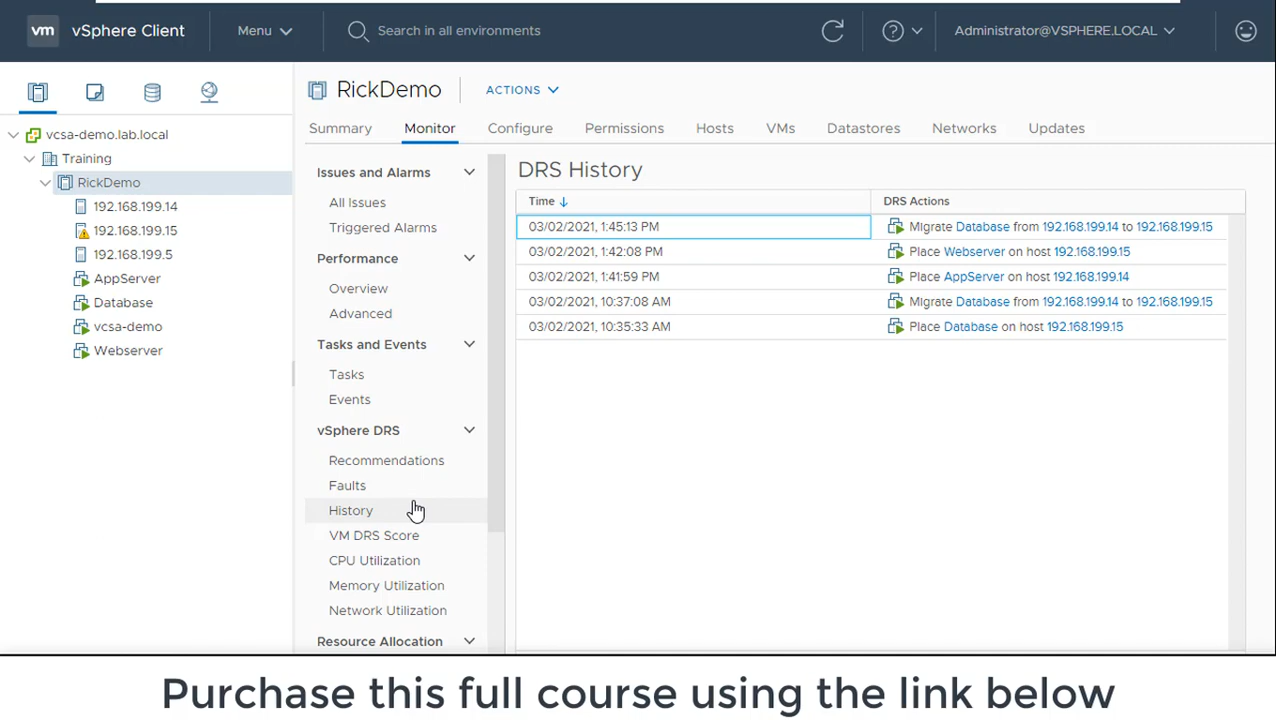 vm vSphere Client Menu Search in all environments Administrator@VSPHERE.LOCAL
vcsa-demo.lab.local
Training
RickDemo
192.168.199.14
192.168.199.15
192.168.199.5
AppServer
Database
vcsa-demo
Webserver
RickDemo ACTIONS
Summary Monitor Configure Permissions Hosts VMs Datastores Networks Updates
Issues and Alarms
All Issues
Triggered Alarms
Performance
Overview
Advanced
Tasks and Events
Tasks
Events
vSphere DRS
Recommendations
Faults
History
VM DRS Score
CPU Utilization
Memory Utilization
Network Utilization
Resource Allocation
DRS History
Time DRS Actions
03/02/2021, 1:45:13 PM Migrate Database from 192.168.199.14 to 192.168.199.15
03/02/2021, 1:42:08 PM Place Webserver on host 192.168.199.15
03/02/2021, 1:41:59 PM Place AppServer on host 192.168.199.14
03/02/2021, 10:37:08 AM Migrate Database from 192.168.199.14 to 192.168.199.15
03/02/2021, 10:35:33 AM Place Database on host 192.168.199.15
Purchase this full course using the link below